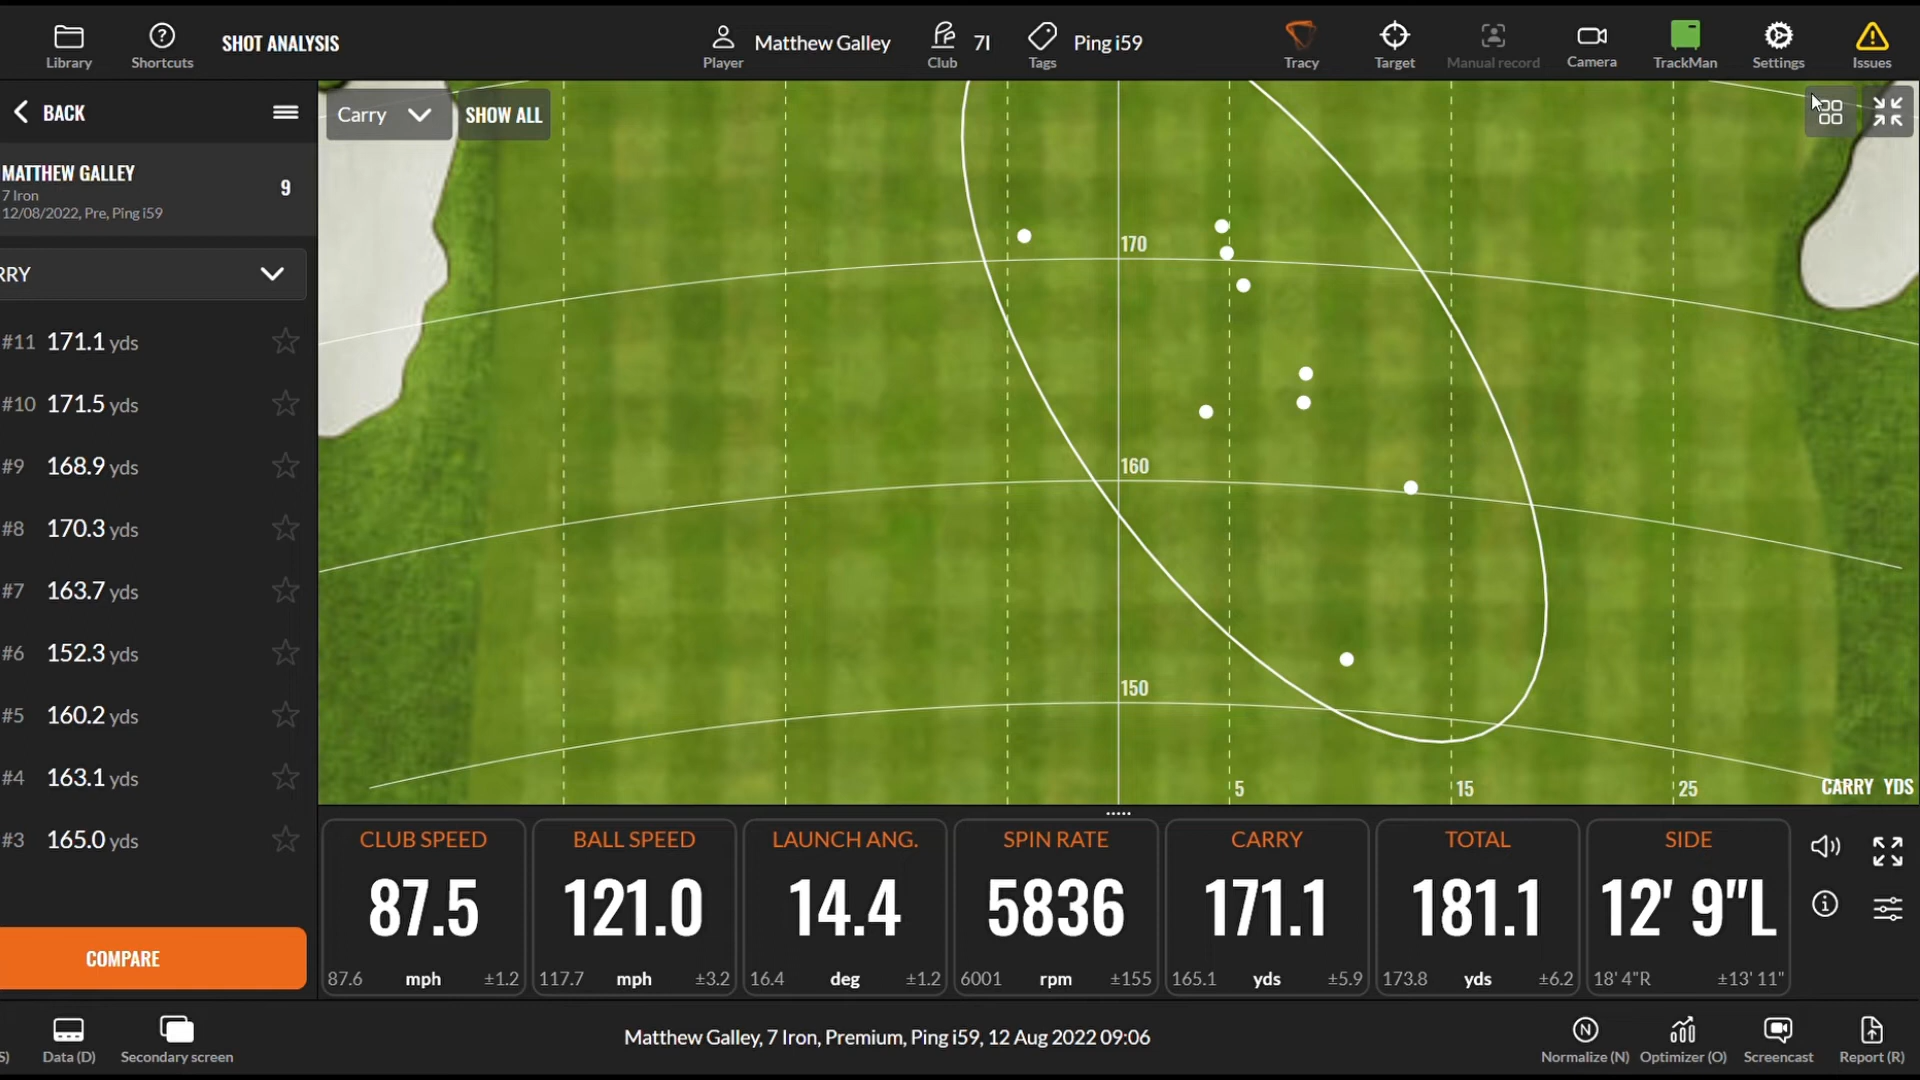 Library
Shortcuts
SHOT ANALYSIS
Player
Matthew Galley
Club
7I
Tags
Ping i59
Tracy
Target
Manual record
Camera
TrackMan
Settings
Issues
BACK
MATTHEW GALLEY
7 Iron
12/08/2022, Pre, Ping i59
9
RRY
#11 171.1 yds
#10 171.5 yds
#9 168.9 yds
#8 170.3 yds
#7 163.7 yds
#6 152.3 yds
#5 160.2 yds
#4 163.1 yds
#3 165.0 yds
COMPARE
Carry
SHOW ALL
170
160
150
5
15
25
CARRY YDS
CLUB SPEED
87.5
87.6 mph ±1.2
BALL SPEED
121.0
117.7 mph ±3.2
LAUNCH ANG.
14.4
16.4 deg ±1.2
SPIN RATE
5836
6001 rpm ±155
CARRY
171.1
165.1 yds ±5.9
TOTAL
181.1
173.8 yds ±6.2
SIDE
12' 9"L
18' 4"R ±13' 11"
S)
Data (D)
Secondary screen
Matthew Galley, 7 Iron, Premium, Ping i59, 12 Aug 2022 09:06
N
Normalize (N)
Optimizer (O)
Screencast
Report (R)